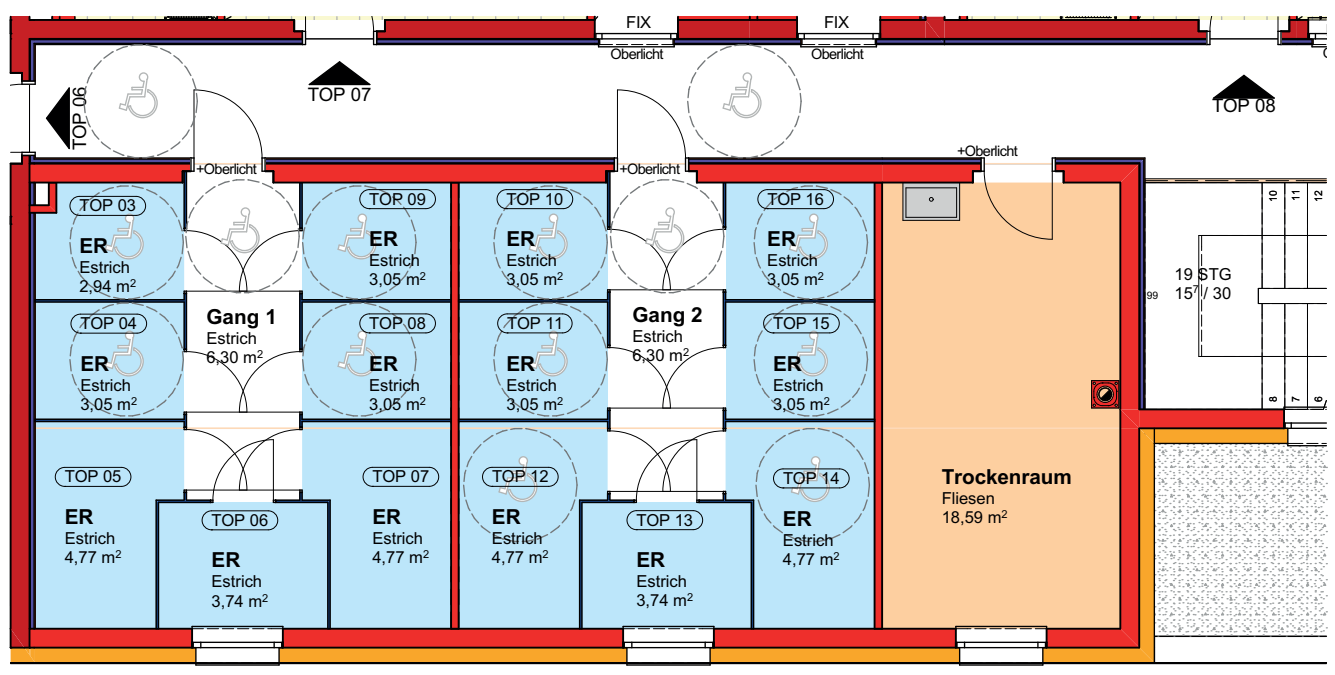 FIX
FIX
Oberlicht
Oberlicht
TOP 06
TOP 07
TOP 08
+Oberlicht
+Oberlicht
+Oberlicht
TOP 03
ER
Estrich
2,94 m²
TOP 09
ER
Estrich
3,05 m²
TOP 10
ER
Estrich
3,05 m²
TOP 16
ER
Estrich
3,05 m²
TOP 04
ER
Estrich
3,05 m²
Gang 1
Estrich
6,30 m²
TOP 08
ER
Estrich
3,05 m²
TOP 11
ER
Estrich
3,05 m²
Gang 2
Estrich
6,30 m²
TOP 15
ER
Estrich
3,05 m²
TOP 05
ER
Estrich
4,77 m²
TOP 06
ER
Estrich
3,74 m²
TOP 07
ER
Estrich
4,77 m²
TOP 12
ER
Estrich
4,77 m²
TOP 13
ER
Estrich
3,74 m²
TOP 14
ER
Estrich
4,77 m²
Trockenraum
Fliesen
18,59 m²
10
11
12
19 STG
15⁷ / 30
99
8
7
6